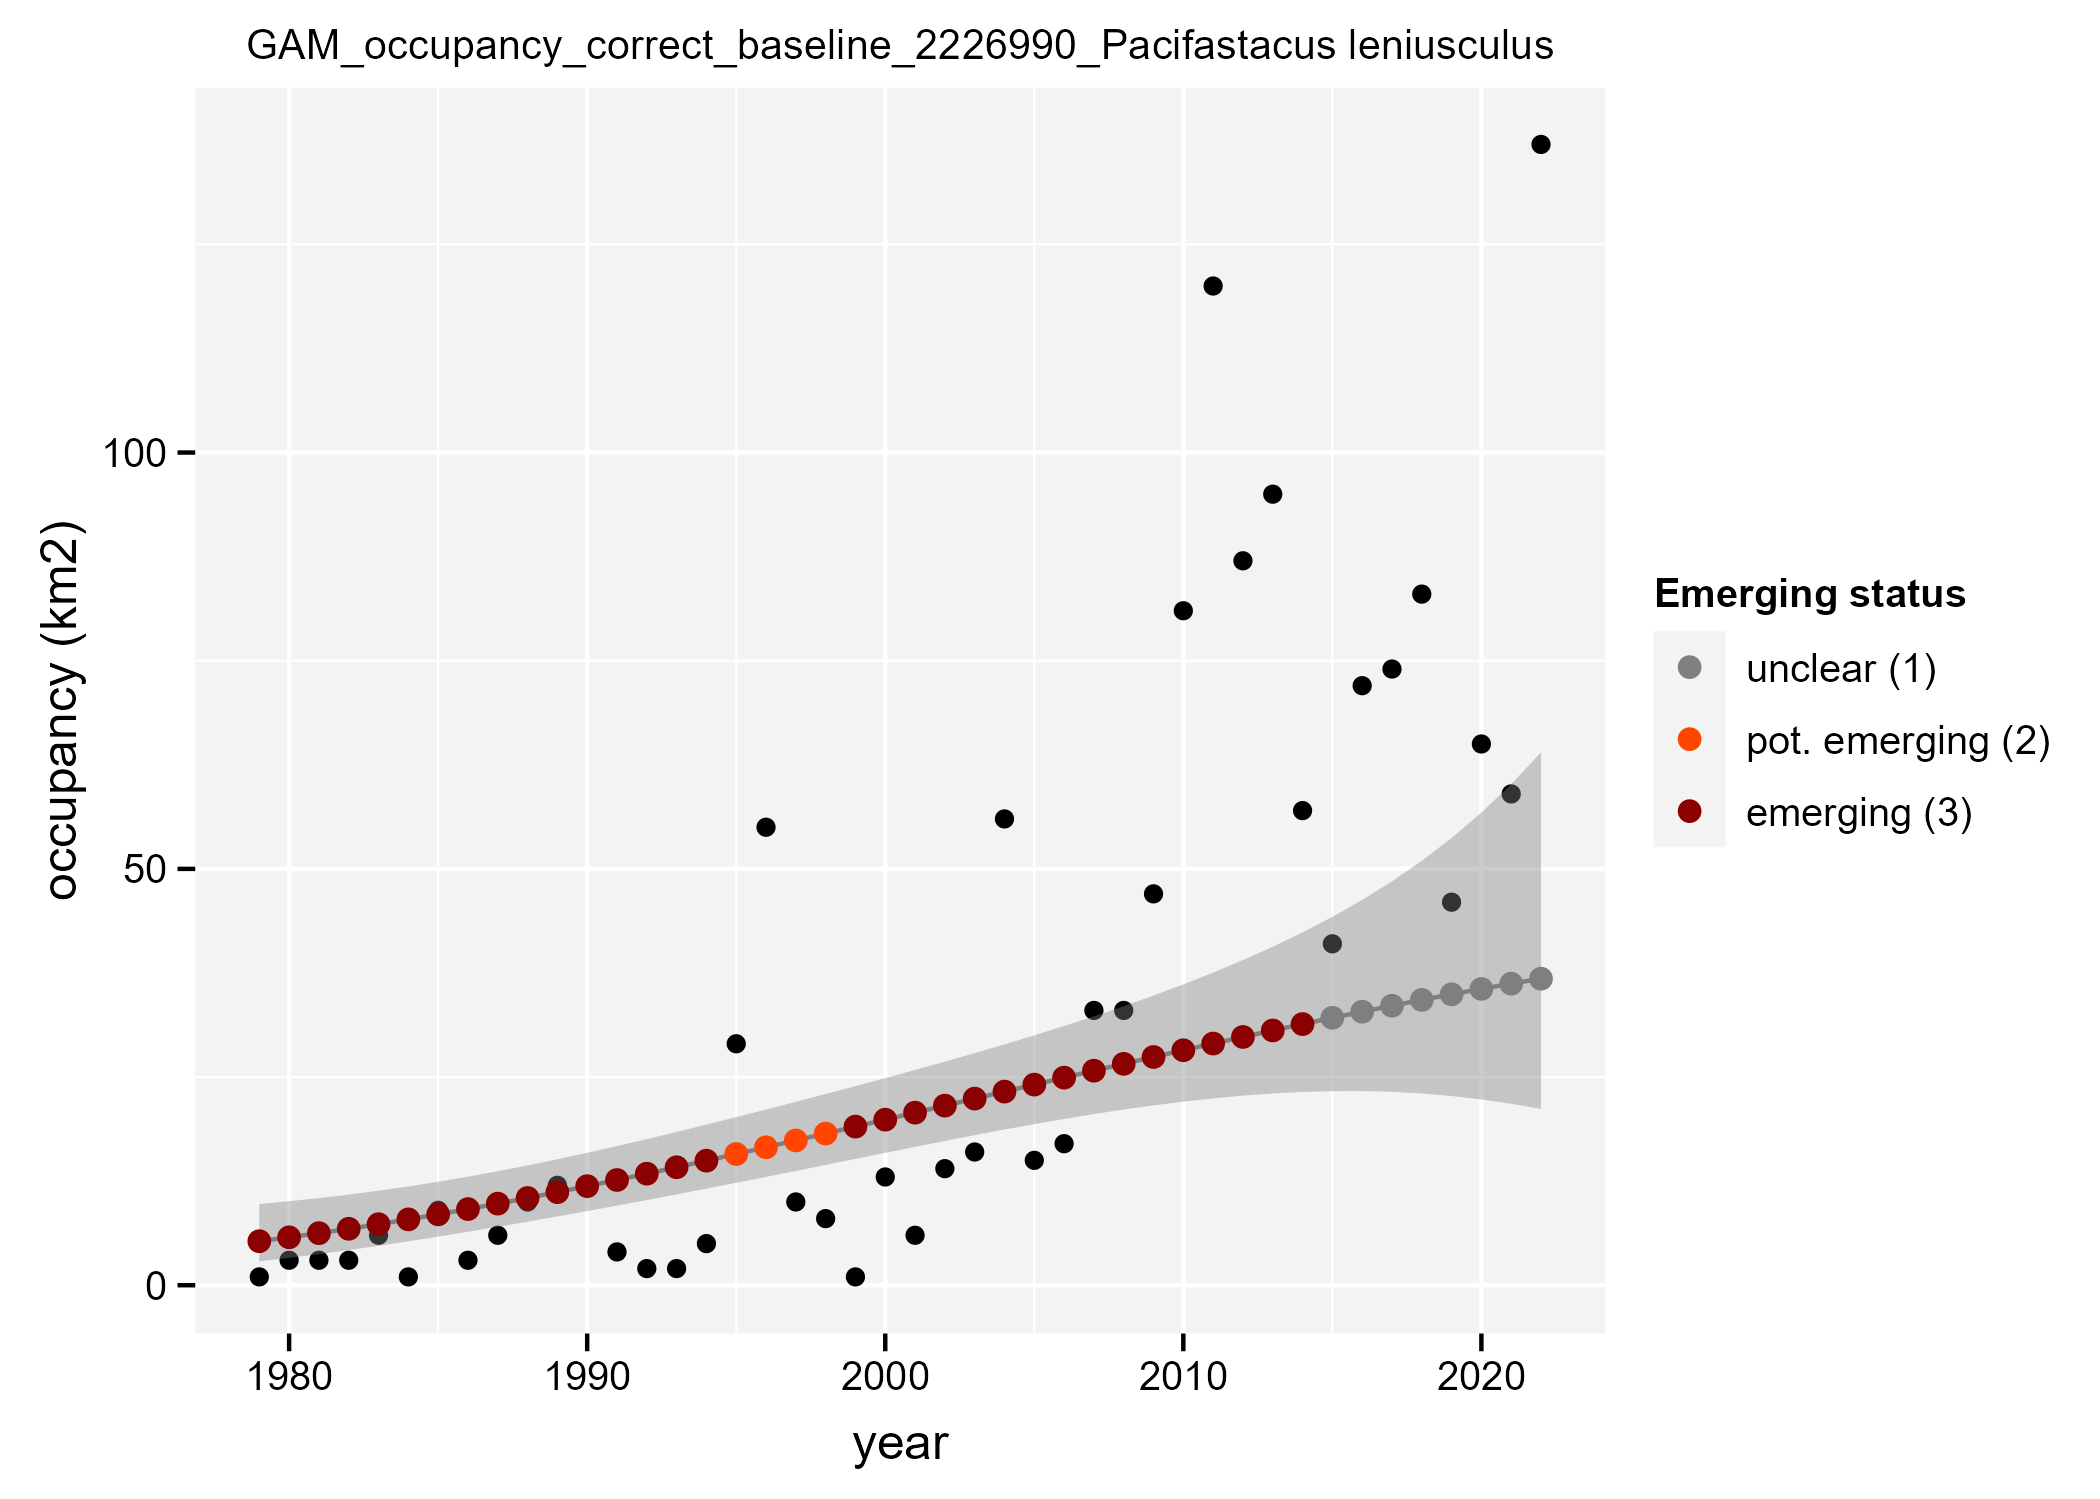 GAM_occupancy_correct_baseline_2226990_Pacifastacus leniusculus
occupancy (km2)
100
50
0
1980 1990 2000 2010 2020
year
Emerging status
unclear (1)
pot. emerging (2)
emerging (3)